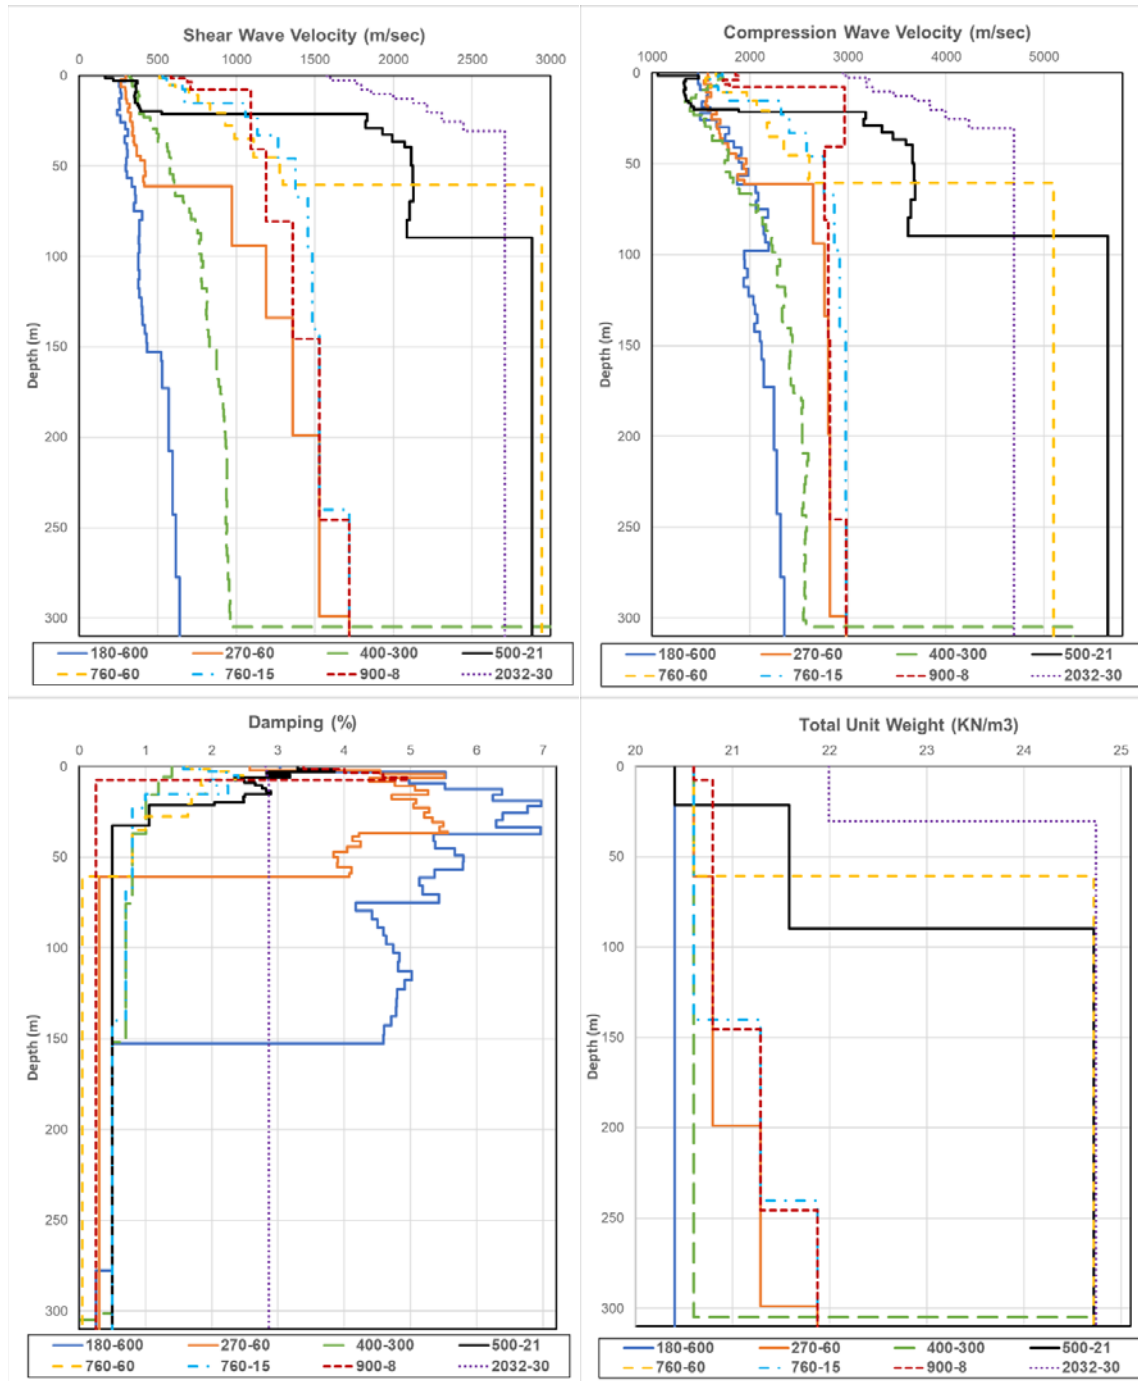 Shear Wave Velocity (m/sec)
0 500 1000 1500 2000 2500 3000
0
50
100
150
200
250
300
Depth (m)
180-600 270-60 400-300 500-21
760-60 760-15 900-8 2032-30
Compression Wave Velocity (m/sec)
1000 2000 3000 4000 5000
0
50
100
150
200
250
300
Depth (m)
180-600 270-60 400-300 500-21
760-60 760-15 900-8 2032-30
Damping (%)
0 1 2 3 4 5 6 7
0
50
100
150
200
250
300
Depth (m)
180-600 270-60 400-300 500-21
760-60 760-15 900-8 2032-30
Total Unit Weight (KN/m3)
20 21 22 23 24 25
0
50
100
150
200
250
300
Depth (m)
180-600 270-60 400-300 500-21
760-60 760-15 900-8 2032-30